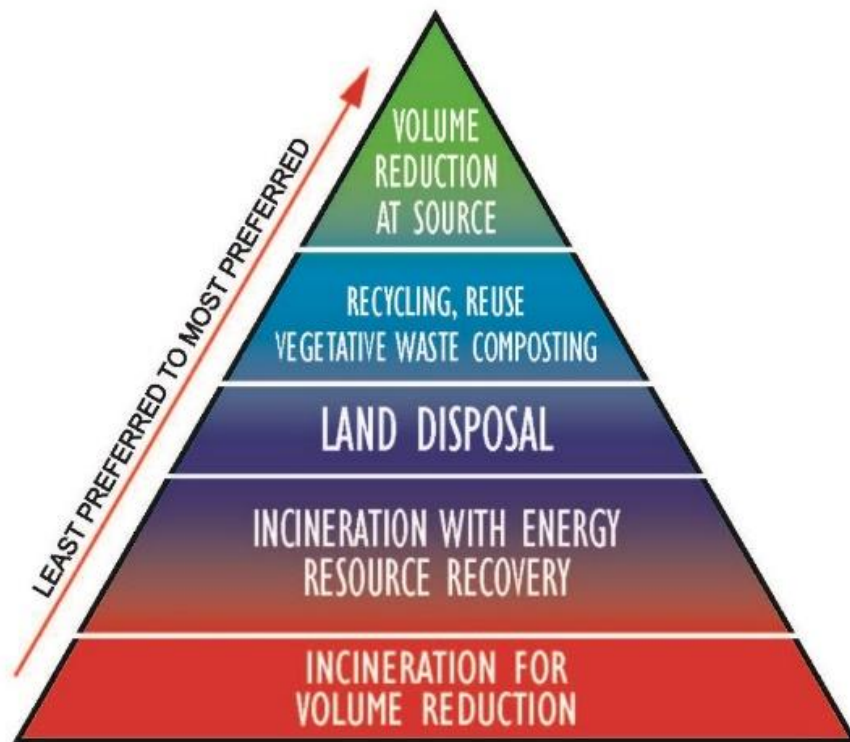 LEAST PREFERRED TO MOST PREFERRED
VOLUME
REDUCTION
AT SOURCE
RECYCLING, REUSE
VEGETATIVE WASTE COMPOSTING
LAND DISPOSAL
INCINERATION WITH ENERGY
RESOURCE RECOVERY
INCINERATION FOR
VOLUME REDUCTION